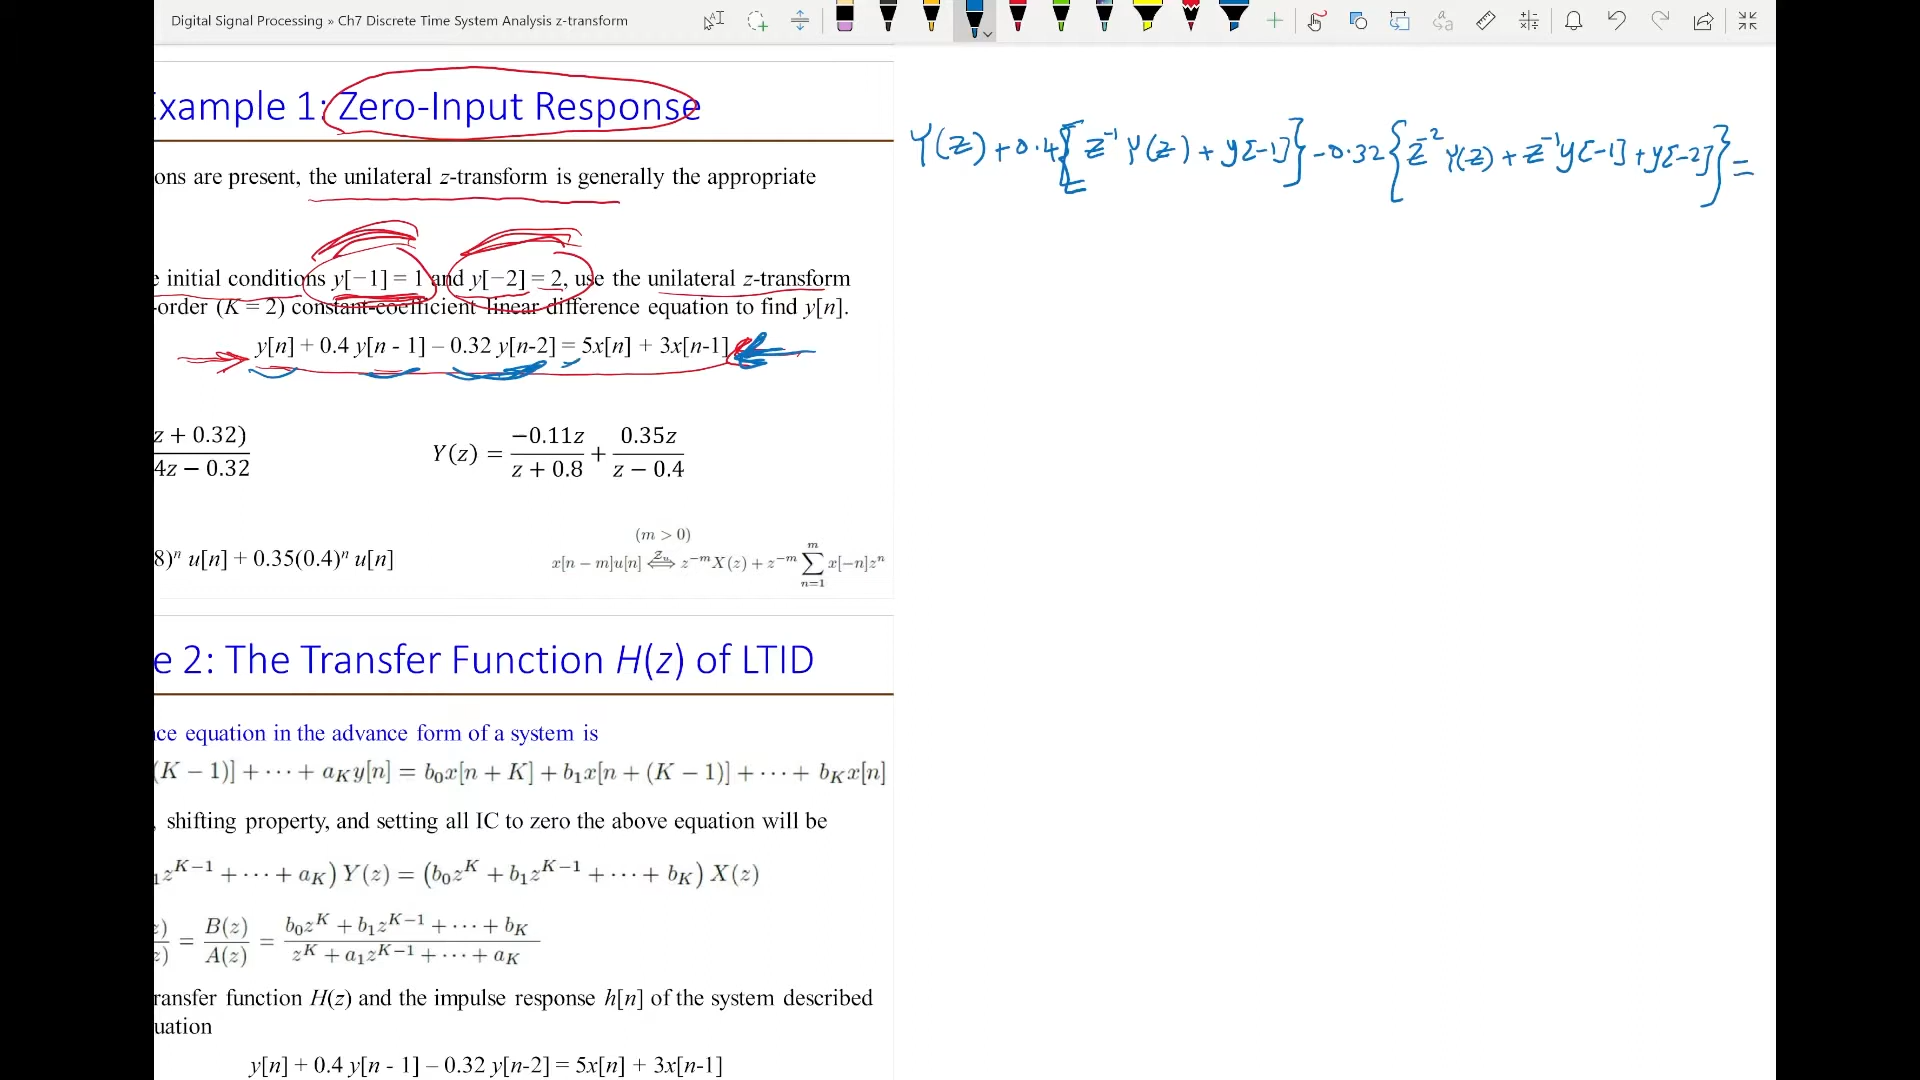 Digital Signal Processing » Ch7 Discrete Time System Analysis z-transform
Example 1: Zero-Input Response
Y(z) + 0.4{z⁻¹ Y(z) + y[-1]} - 0.32{z⁻² Y(z) + z⁻¹y[-1] + y[-2]} =
ons are present, the unilateral z-transform is generally the appropriate
e initial conditions y[−1] = 1 and y[−2] = 2, use the unilateral z-transform
-order (K = 2) constant-coefficient linear difference equation to find y[n].
y[n] + 0.4 y[n - 1] – 0.32 y[n-2] = 5x[n] + 3x[n-1]
z + 0.32)
4z − 0.32
Y(z) = −0.11z / z + 0.8 + 0.35z / z − 0.4
8)ⁿ u[n] + 0.35(0.4)ⁿ u[n]
(m > 0)
x[n − m]u[n] ⟺^{Z_u} z^{−m}X(z) + z^{−m} ∑_{n=1}^{m} x[−n]zⁿ
e 2: The Transfer Function H(z) of LTID
nce equation in the advance form of a system is
(K − 1)] + ⋯ + a_K y[n] = b₀x[n + K] + b₁x[n + (K − 1)] + ⋯ + b_K x[n]
, shifting property, and setting all IC to zero the above equation will be
₁z^{K−1} + ⋯ + a_K) Y(z) = (b₀z^K + b₁z^{K−1} + ⋯ + b_K) X(z)
z) / z) = B(z) / A(z) = b₀z^K + b₁z^{K−1} + ⋯ + b_K / z^K + a₁z^{K−1} + ⋯ + a_K
ransfer function H(z) and the impulse response h[n] of the system described
uation
y[n] + 0.4 y[n - 1] – 0.32 y[n-2] = 5x[n] + 3x[n-1]